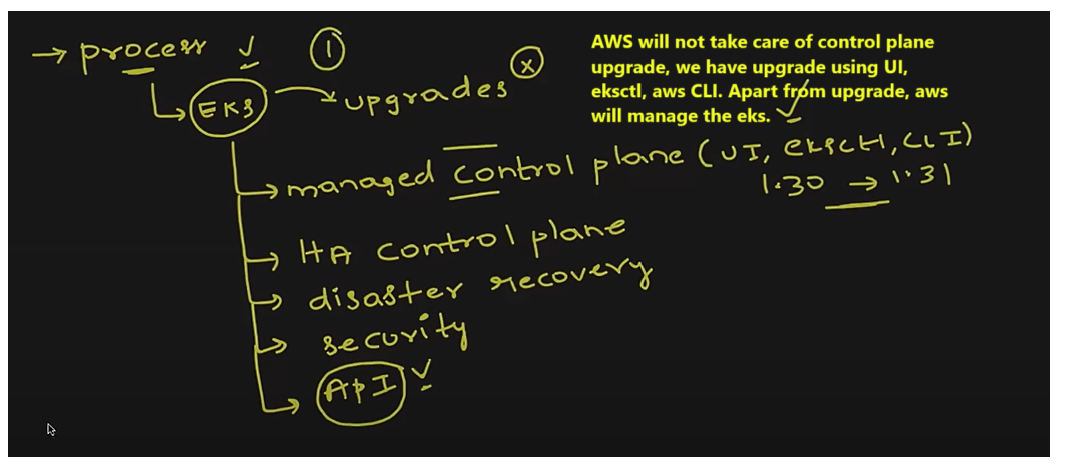 → process ✓ ①
EKS → upgrades ⓧ
AWS will not take care of control plane
upgrade, we have upgrade using UI,
eksctl, aws CLI. Apart from upgrade, aws
will manage the eks.
→ managed control plane (UI, eksctl, CLI)
1.30 → 1.31
→ HA control plane
→ disaster recovery
→ security
→ API ✓